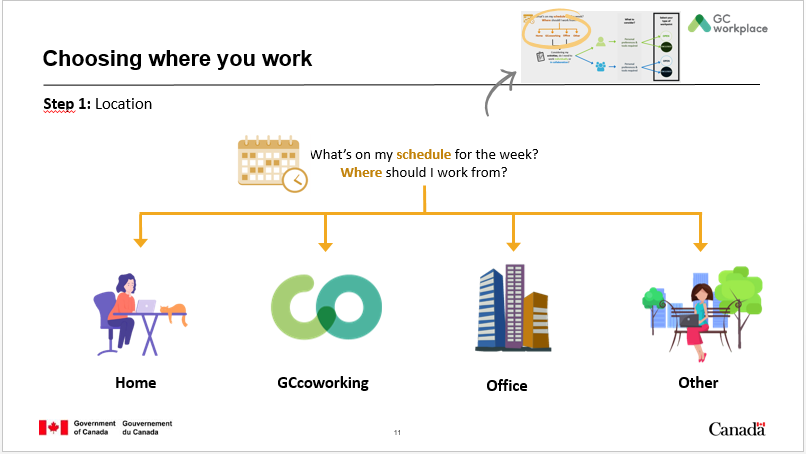 GC
workplace
Choosing where you work
Step 1: Location
What's on my schedule for the week?
Where should I work from?
Home
GCcoworking
Office
Other
Government
of Canada
Gouvernement
du Canada
11
Canada